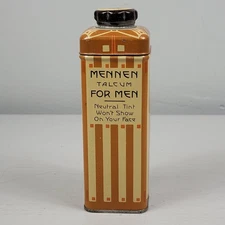 MENNEN
TALCUM
FOR MEN
Neutral Tint
Won't Show
On Your Face